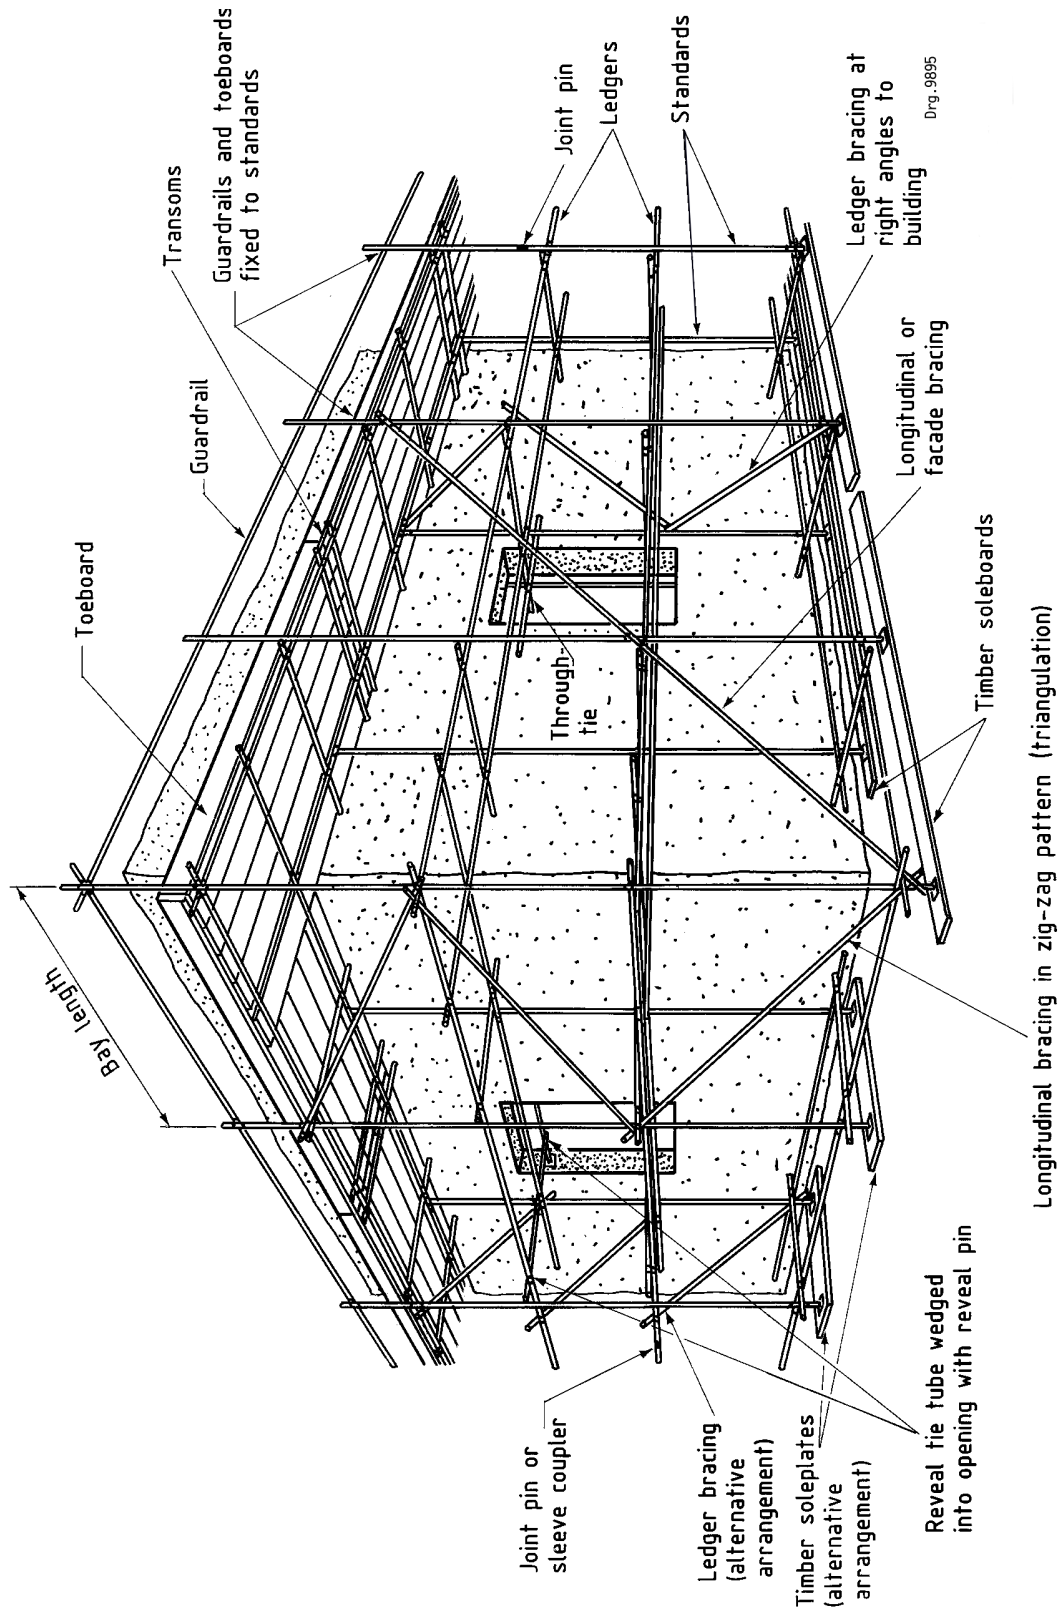 Bay length
Toeboard
Guardrail
Transoms
Guardrails and toeboards
fixed to standards
Joint pin or
sleeve coupler
Through-
tie
Joint pin
Ledgers
Standards
Ledger bracing
(alternative
arrangement)
Timber soleplates
(alternative
arrangement)
Reveal tie tube wedged
into opening with reveal pin
Timber soleboards
Longitudinal or
facade bracing
Ledger bracing at
right angles to
building
Drg.9895
Longitudinal bracing in zig-zag pattern (triangulation)